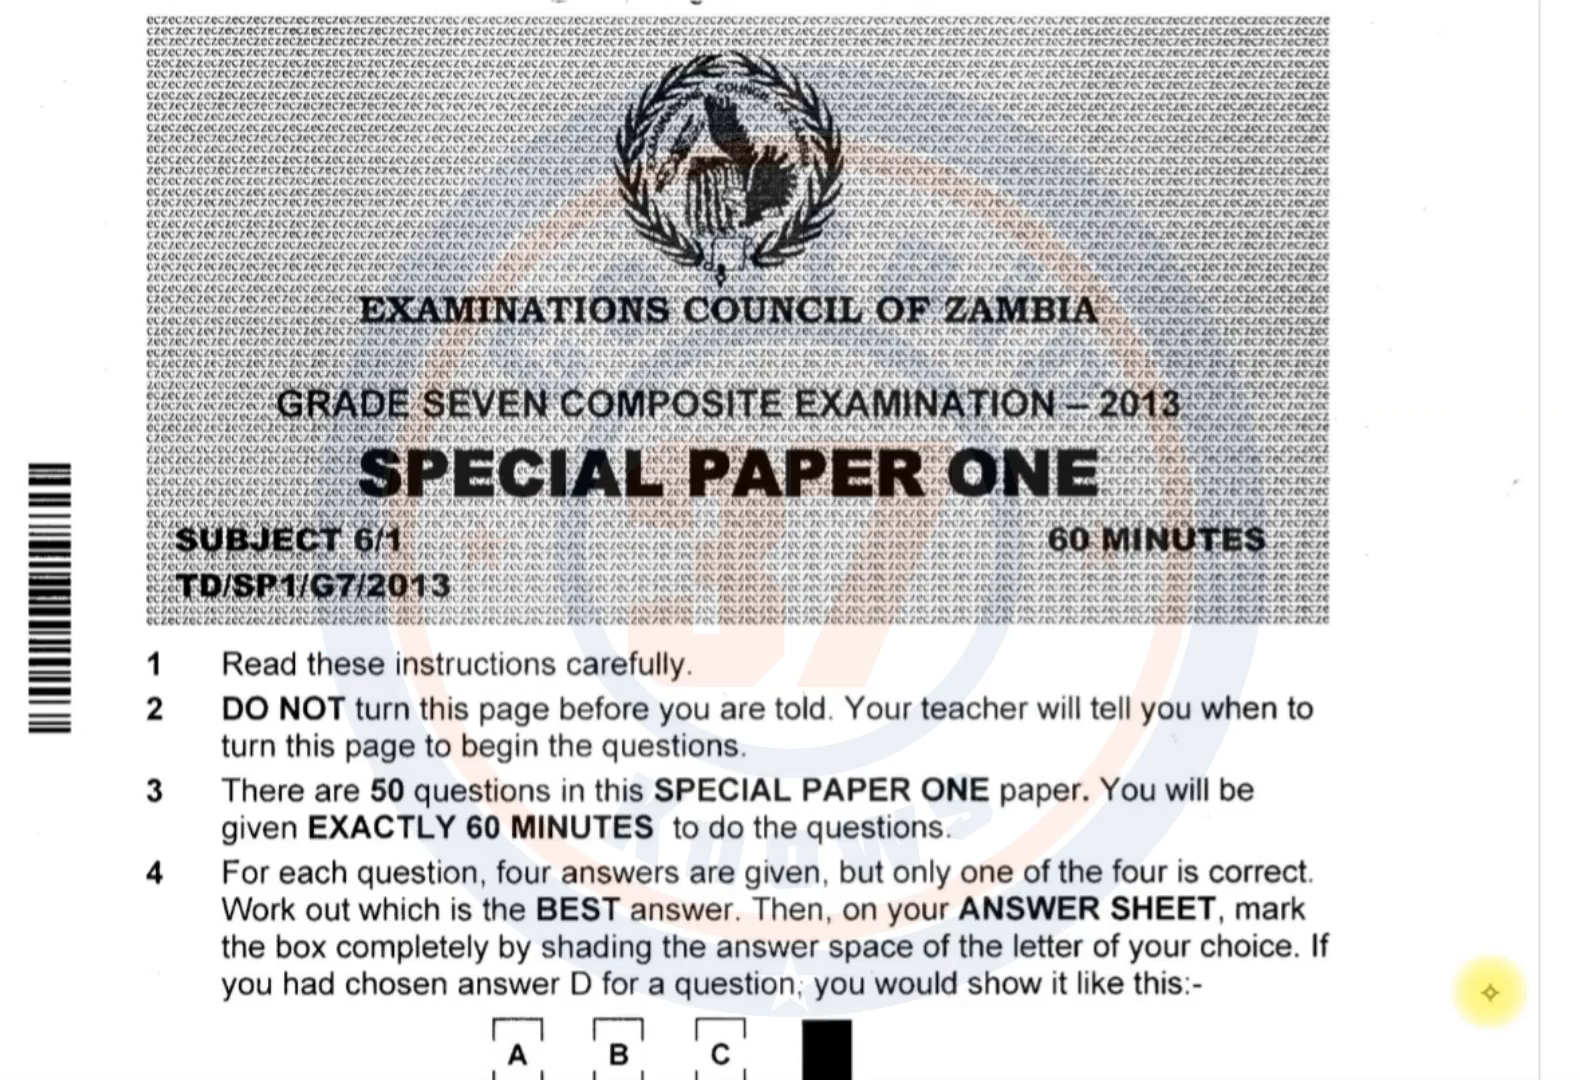 EXAMINATIONS COUNCIL OF ZAMBIA
EXAMINATIONS COUNCIL OF ZAMBIA
GRADE SEVEN COMPOSITE EXAMINATION – 2013
SPECIAL PAPER ONE
SUBJECT 6/1 60 MINUTES
TD/SP1/G7/2013
37
KNOWS
1 Read these instructions carefully.
2 DO NOT turn this page before you are told. Your teacher will tell you when to
turn this page to begin the questions.
3 There are 50 questions in this SPECIAL PAPER ONE paper. You will be
given EXACTLY 60 MINUTES to do the questions.
4 For each question, four answers are given, but only one of the four is correct.
Work out which is the BEST answer. Then, on your ANSWER SHEET, mark
the box completely by shading the answer space of the letter of your choice. If
you had chosen answer D for a question; you would show it like this:-
A B C